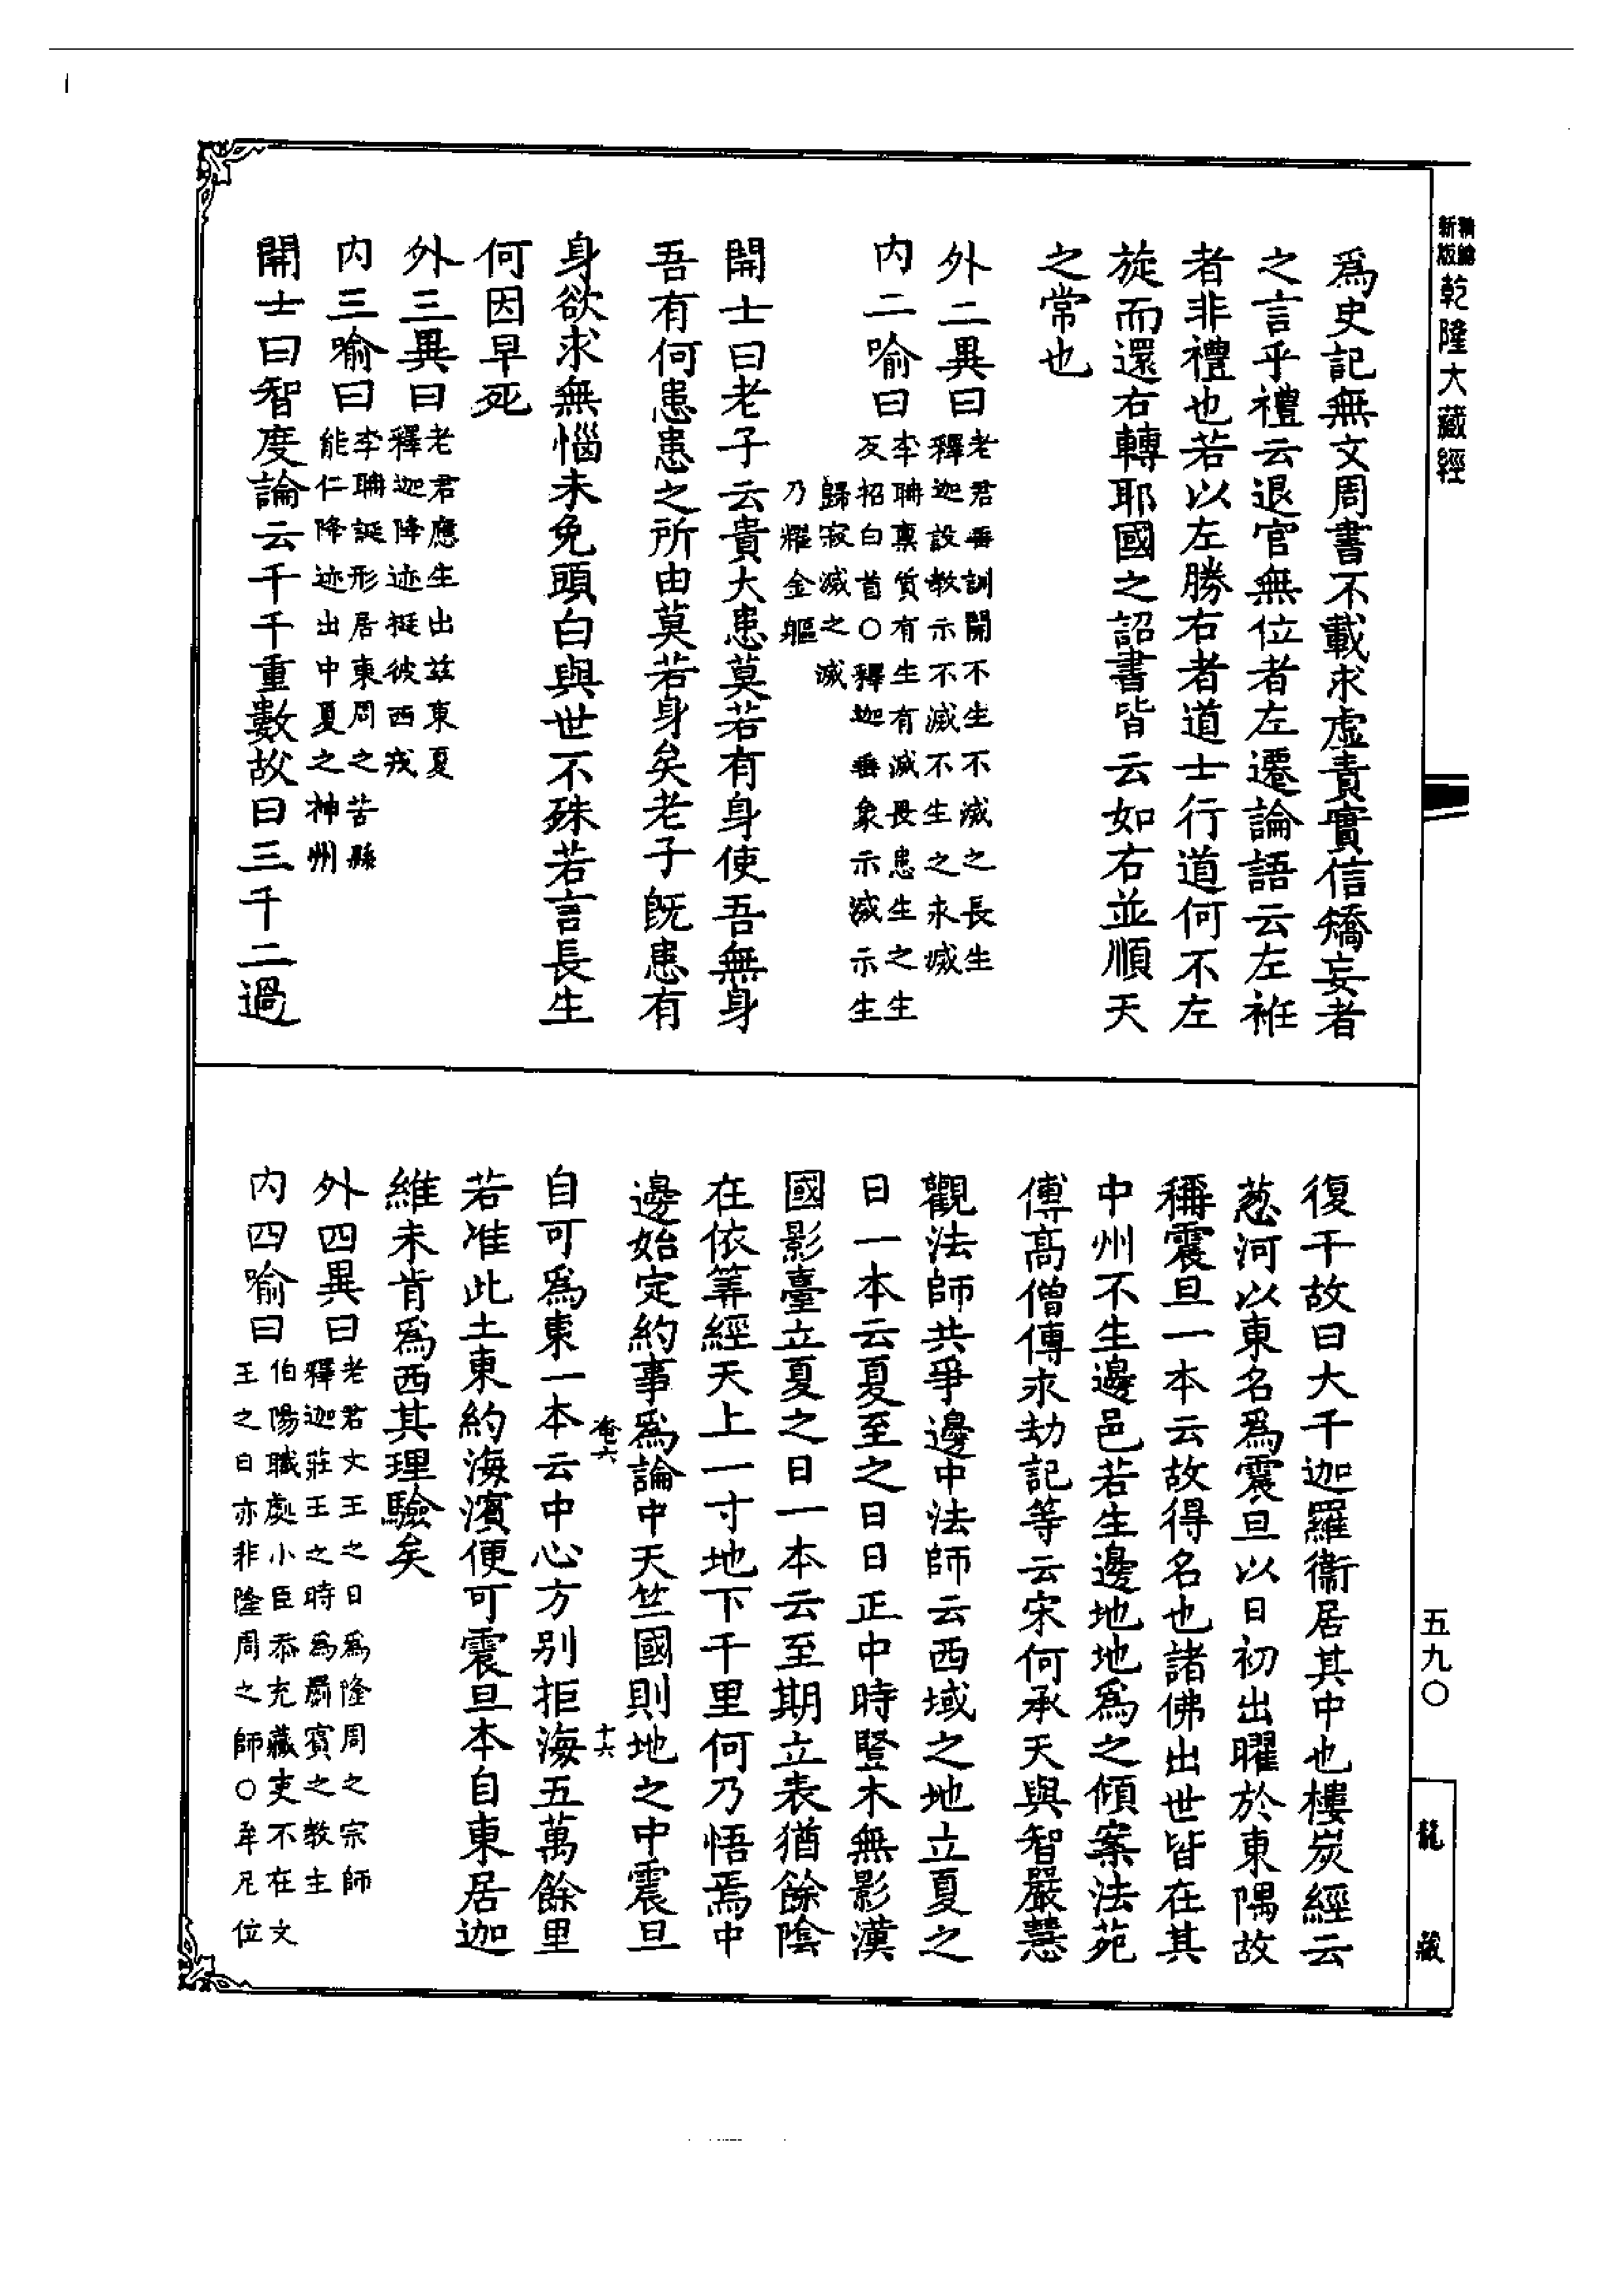 精繪
新版
乾隆大藏經
爲史記無文周書不載求虛責實信矯妄者
之言乎禮云退官無位者左遷論語云左袵
者非禮也若以左勝右者道士行道何不左
旋而還右轉耶國之詔書皆云如右並順天
之常也
外二異曰
老君垂訓開不生不滅之長生
釋迦設教示不滅不生之永滅
內二喻曰
李聃稟質有生有滅畏患生之生
反招白首○釋迦垂象示滅示生
歸寂滅之滅
乃耀金軀
開士曰老子云貴大患莫若有身使吾無身
吾有何患患之所由莫若身矣老子既患有
身欲求無惱未免頭白與世不殊若言長生
何因早死
外三異曰
老君應生出茲東夏
釋迦降迹挺彼西戎
內三喻曰
李聃誕形居東周之苦縣
能仁降迹出中夏之神州
開士曰智度論云千千重數故曰三千二過
復千故曰大千迦羅衞居其中也樓炭經云
葱河以東名爲震旦以日初出曜於東隅故
稱震旦一本云故得名也諸佛出世皆在其
中州不生邊邑若生邊地地爲之傾案法苑
傳高僧傳永劫記等云宋何承天與智嚴慧
觀法師共爭邊中法師云西域之地立夏之
日一本云夏至之日日正中時豎木無影漢
國影臺立夏之日一本云至期立表猶餘陰
在依筭經天上一寸地下千里何乃悟焉中
邊始定約事爲論中天竺國則地之中震旦
奄六
十六
自可爲東一本云中心方別拒海五萬餘里
若准此土東約海濱便可震旦本自東居迦
維未肯爲西其理驗矣
外四異曰
老君文王之日爲隆周之宗師
釋迦莊王之時爲罽賓之教主
內四喻曰
伯陽職處小臣忝充藏吏不在文
王之日亦非隆周之師○牟尼位
五九○
龍藏